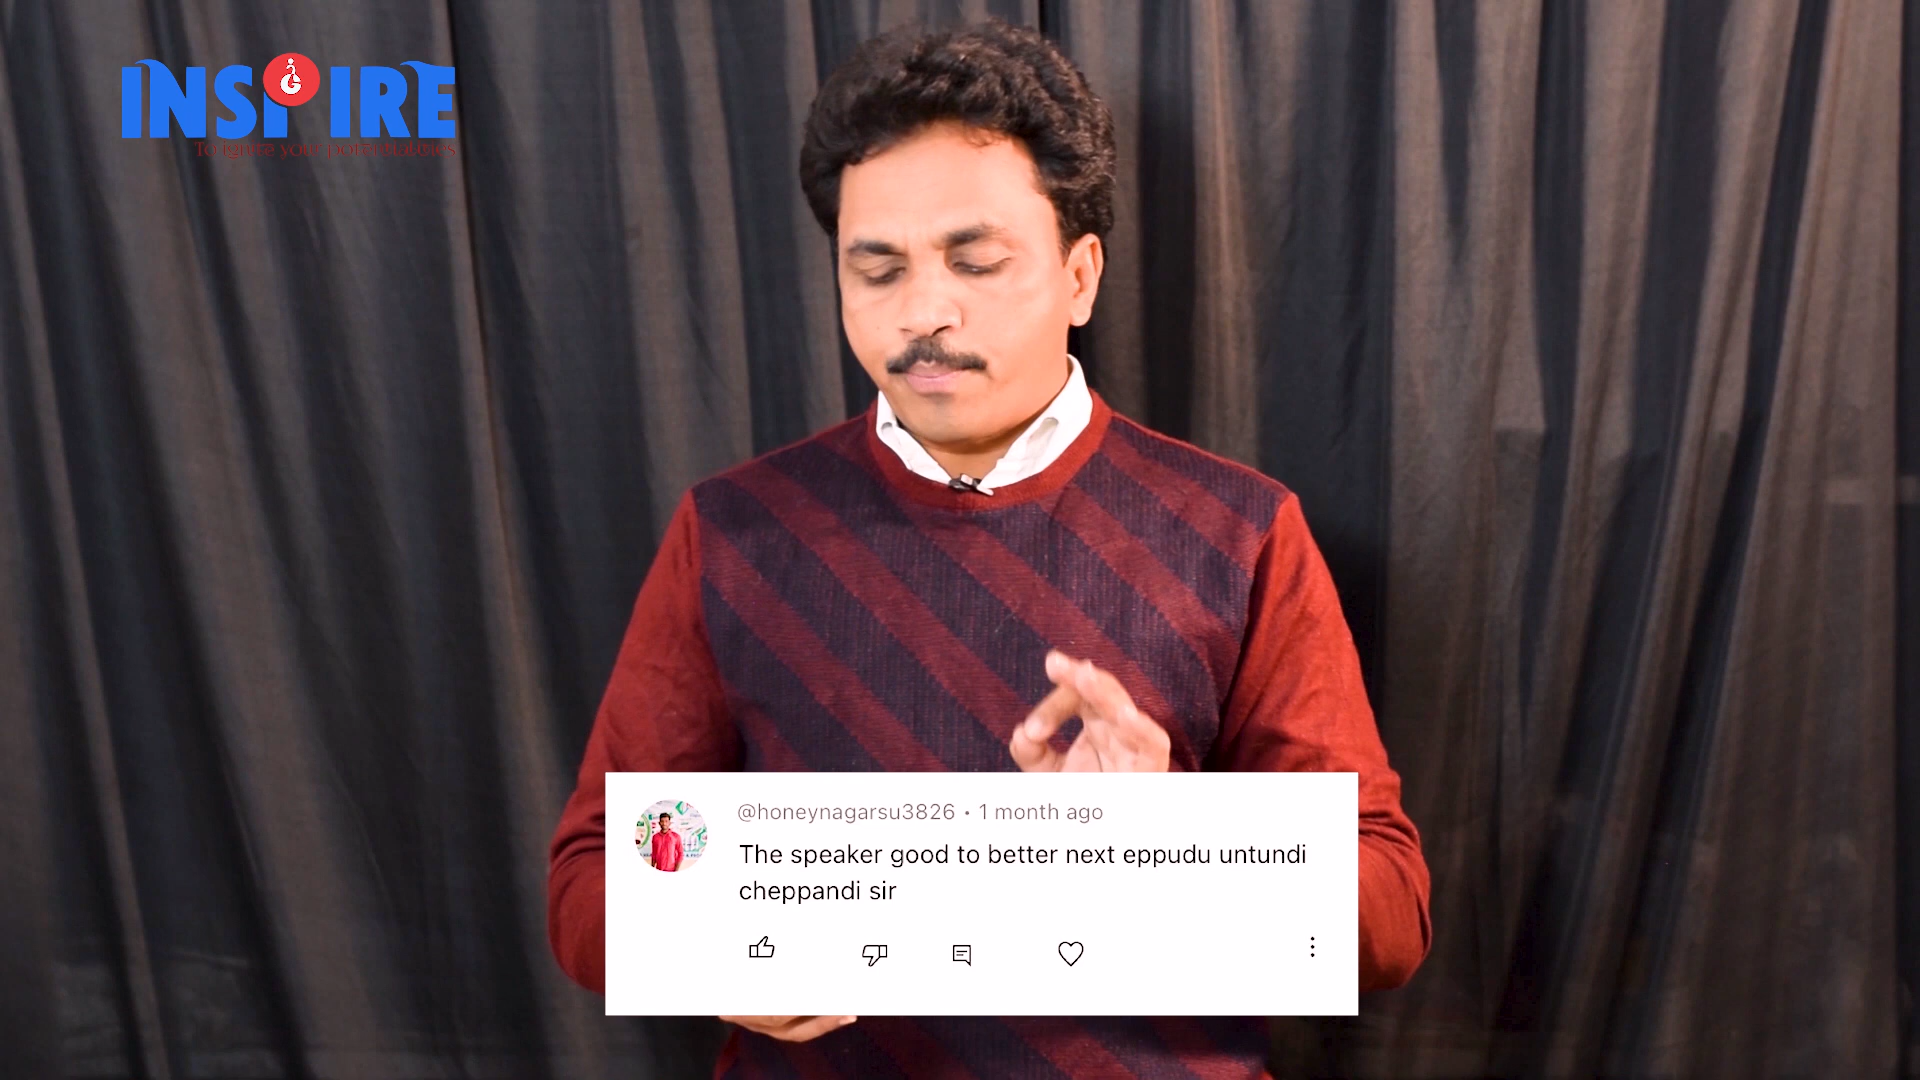 INSPIRE
To ignite your potentialities
@honeynagarsu3826 • 1 month ago
The speaker good to better next eppudu untundi
cheppandi sir